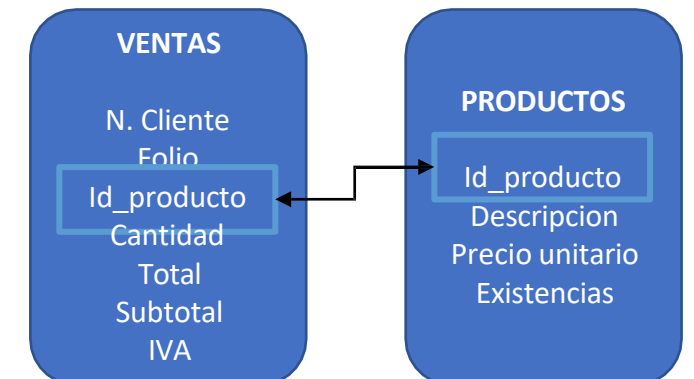 VENTAS
N. Cliente
Folio
Id_producto
Cantidad
Total
Subtotal
IVA
PRODUCTOS
Id_producto
Descripcion
Precio unitario
Existencias